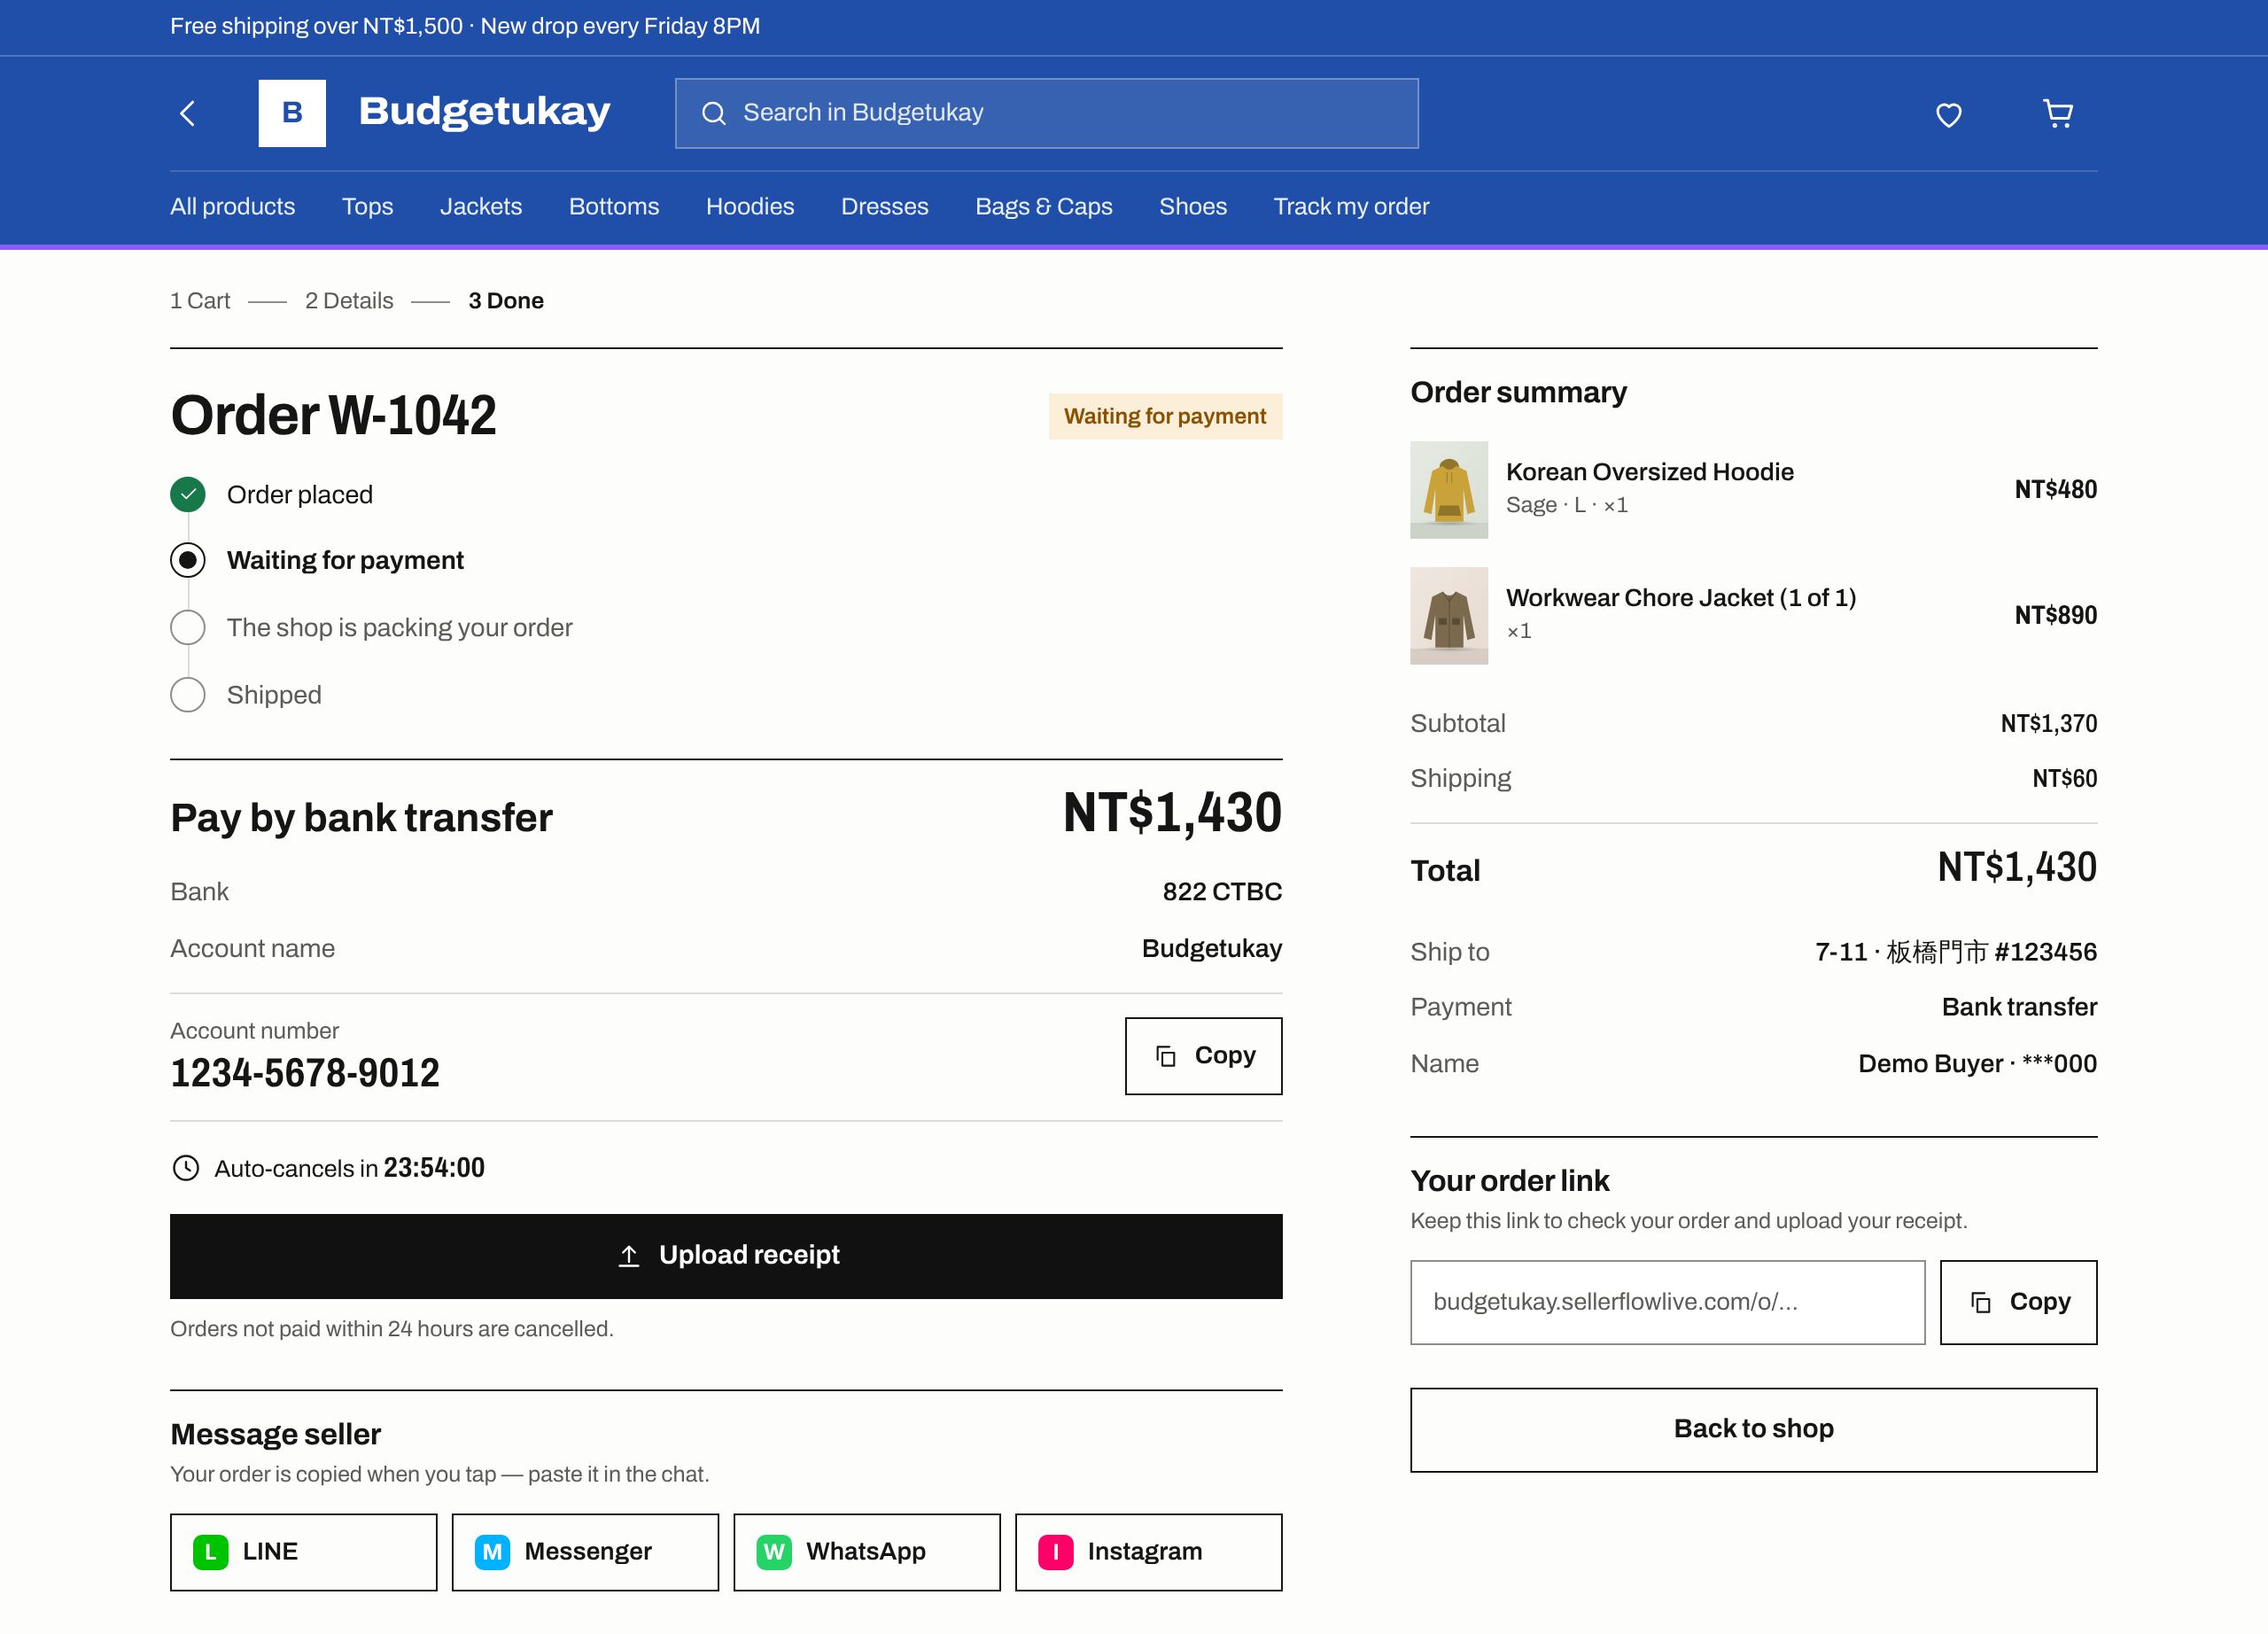 Free shipping over NT$1,500 · New drop every Friday 8PM
B
Budgetukay
Search in Budgetukay
All products Tops Jackets Bottoms Hoodies Dresses Bags & Caps Shoes Track my order
1 Cart — 2 Details — 3 Done
Order W-1042
Waiting for payment
Order placed
Waiting for payment
The shop is packing your order
Shipped
Pay by bank transfer NT$1,430
Bank 822 CTBC
Account name Budgetukay
Account number
1234-5678-9012
Copy
Auto-cancels in 23:54:00
Upload receipt
Orders not paid within 24 hours are cancelled.
Message seller
Your order is copied when you tap — paste it in the chat.
L LINE
M Messenger
W WhatsApp
I Instagram
Order summary
Korean Oversized Hoodie
Sage · L · ×1
NT$480
Workwear Chore Jacket (1 of 1)
×1
NT$890
Subtotal NT$1,370
Shipping NT$60
Total NT$1,430
Ship to 7-11 · 板橋門市 #123456
Payment Bank transfer
Name Demo Buyer · ***000
Your order link
Keep this link to check your order and upload your receipt.
budgetukay.sellerflowlive.com/o/...
Copy
Back to shop